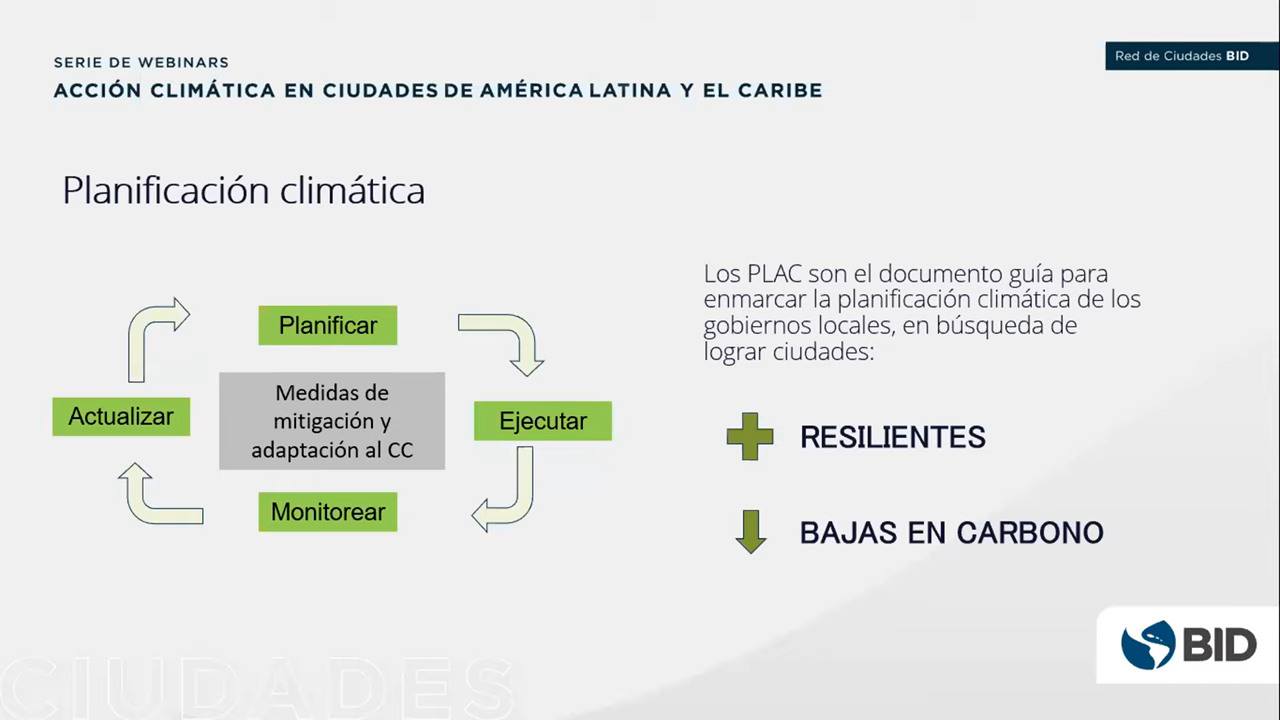 SERIE DE WEBINARS
ACCIÓN CLIMÁTICA EN CIUDADES DE AMÉRICA LATINA Y EL CARIBE
Red de Ciudades BID
Planificación climática
Planificar
Actualizar
Medidas de
mitigación y
adaptación al CC
Ejecutar
Monitorear
Los PLAC son el documento guía para
enmarcar la planificación climática de los
gobiernos locales, en búsqueda de
lograr ciudades:
RESILIENTES
BAJAS EN CARBONO
BID
CIUDADES